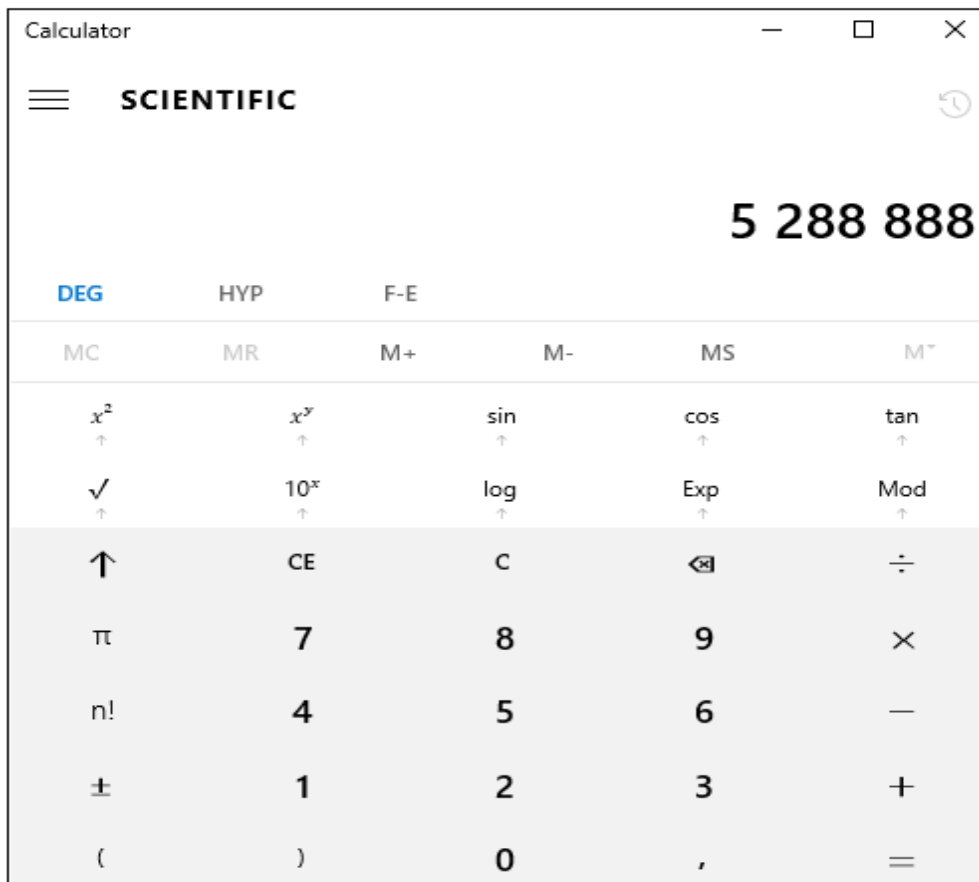 Calculator
SCIENTIFIC
5 288 888
DEG HYP F-E
MC MR M+ M- MS M˅
x² xʸ sin cos tan
√ 10ˣ log Exp Mod
↑ CE C ⌫ ÷
π 7 8 9 ×
n! 4 5 6 −
± 1 2 3 +
( ) 0 , =